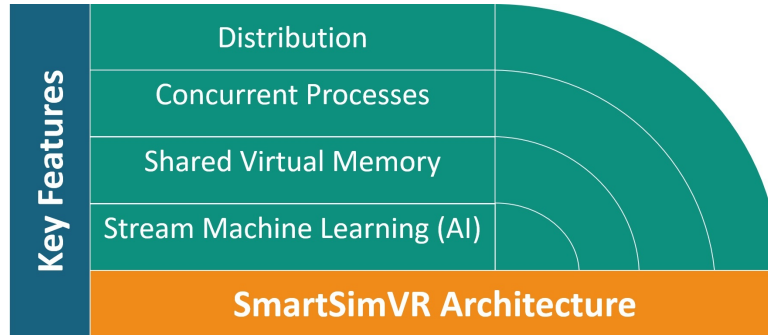 Key Features
Distribution
Concurrent Processes
Shared Virtual Memory
Stream Machine Learning (AI)
SmartSimVR Architecture